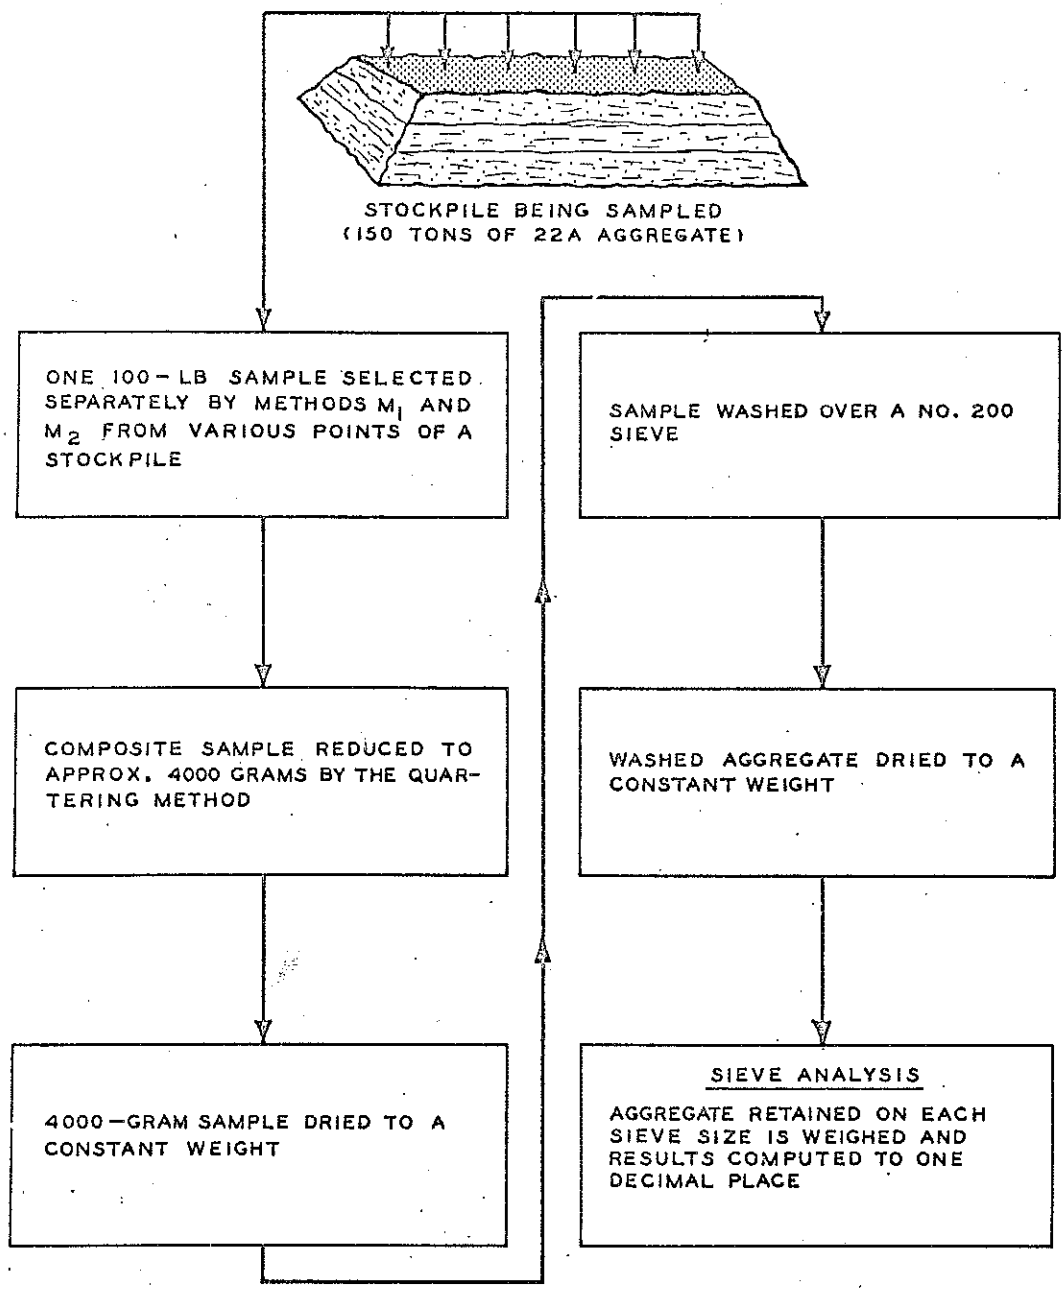 STOCKPILE BEING SAMPLED
(150 TONS OF 22A AGGREGATE)
ONE 100-LB SAMPLE SELECTED
SEPARATELY BY METHODS M₁ AND
M₂ FROM VARIOUS POINTS OF A
STOCKPILE
COMPOSITE SAMPLE REDUCED TO
APPROX. 4000 GRAMS BY THE QUAR-
TERING METHOD
4000-GRAM SAMPLE DRIED TO A
CONSTANT WEIGHT
SAMPLE WASHED OVER A NO. 200
SIEVE
WASHED AGGREGATE DRIED TO A
CONSTANT WEIGHT
SIEVE ANALYSIS
AGGREGATE RETAINED ON EACH
SIEVE SIZE IS WEIGHED AND
RESULTS COMPUTED TO ONE
DECIMAL PLACE